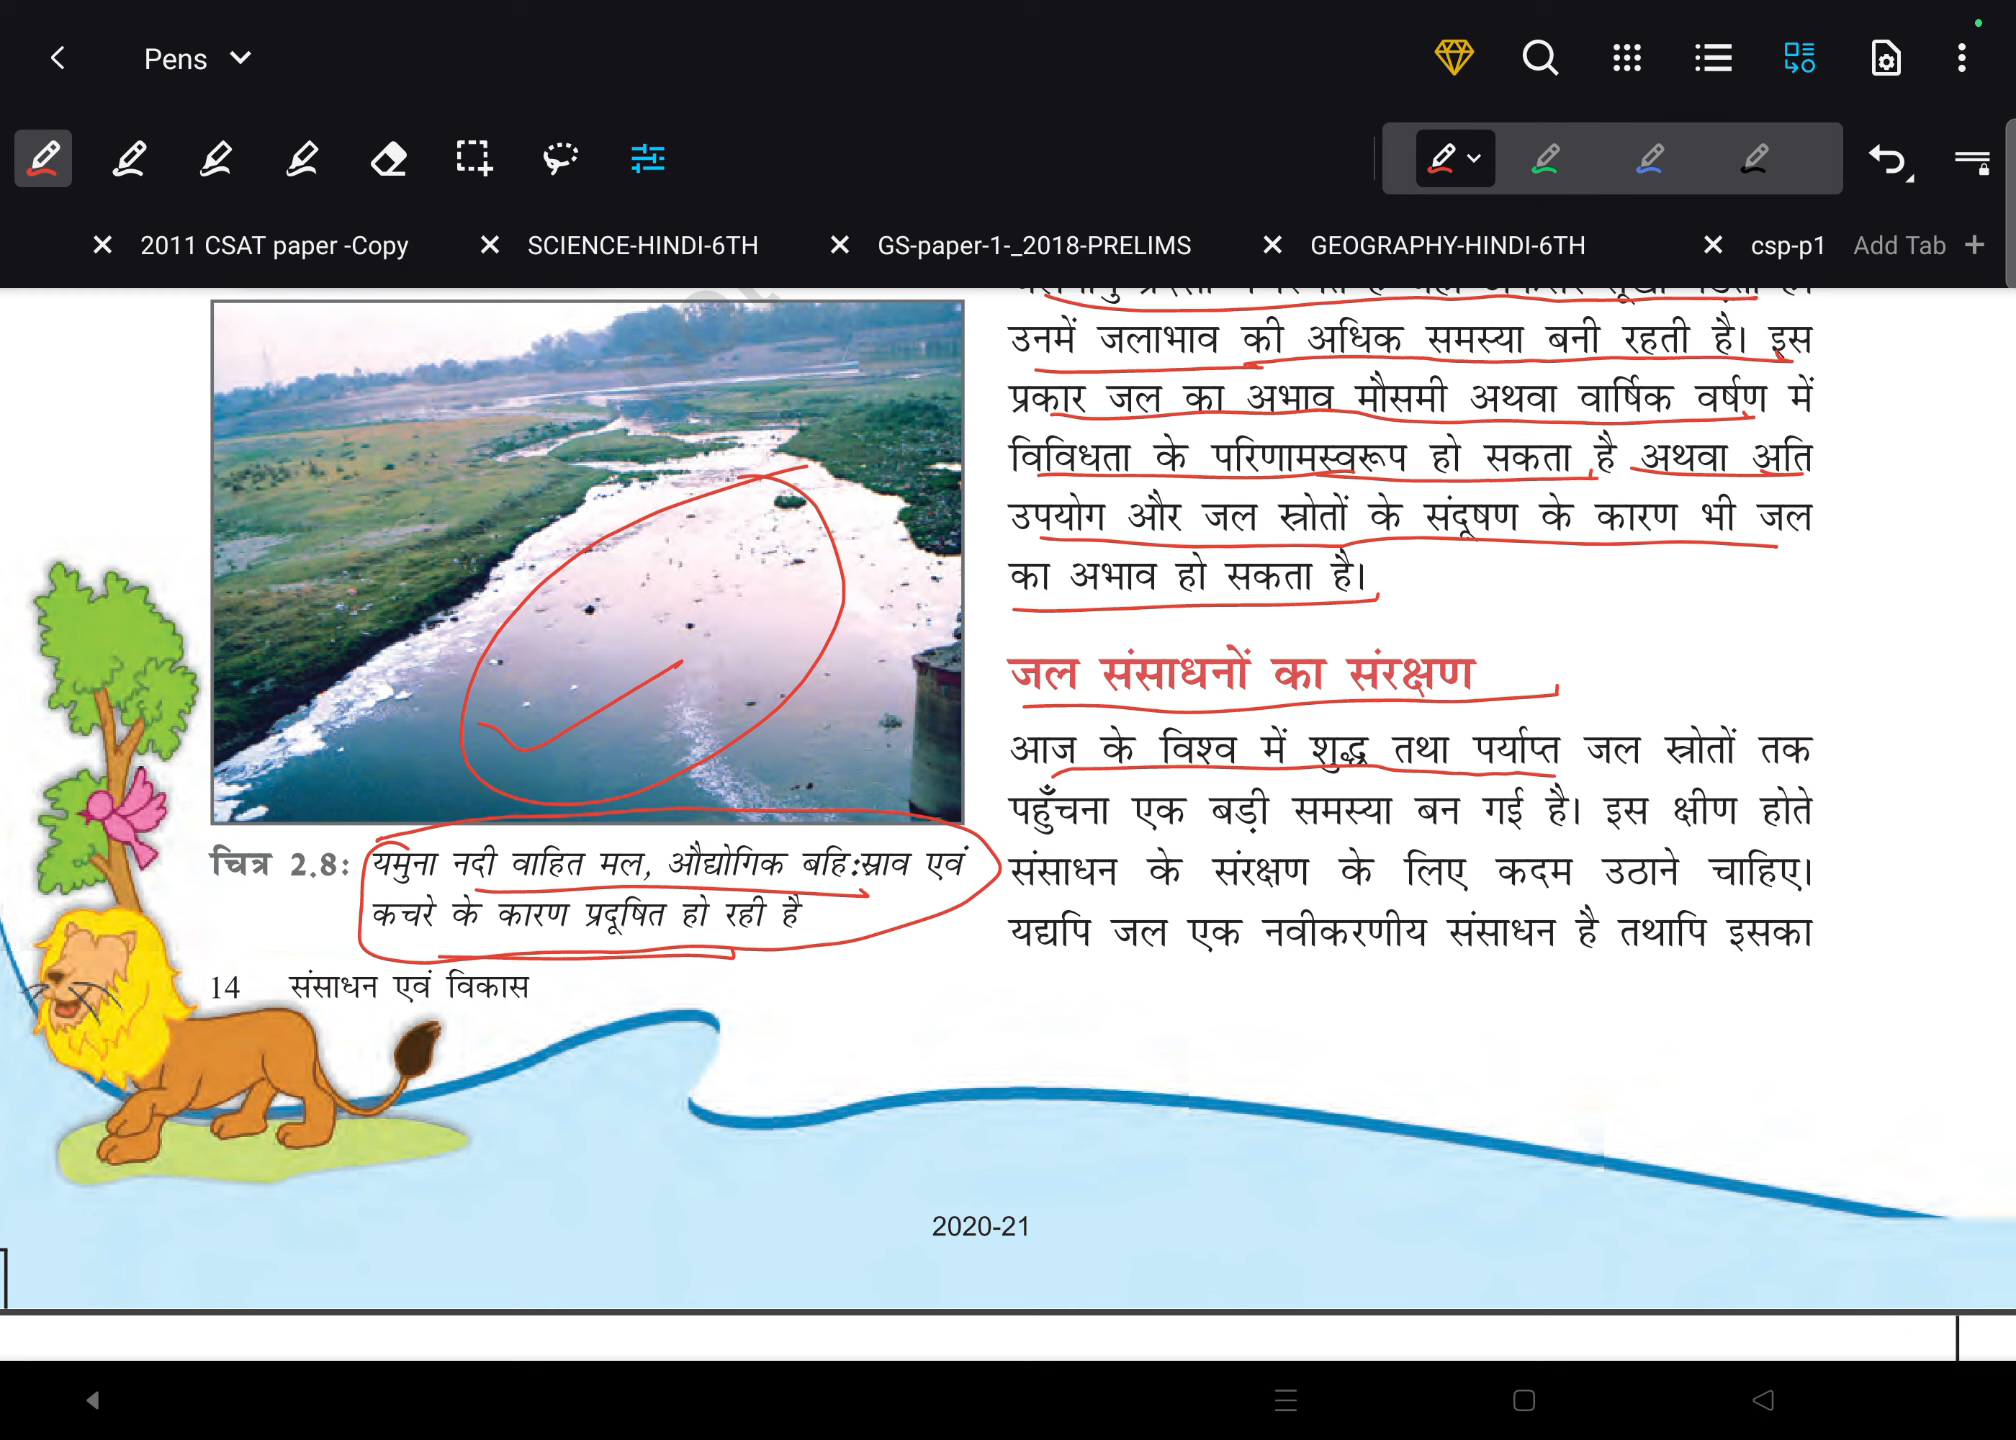 Pens
2011 CSAT paper -Copy
SCIENCE-HINDI-6TH
GS-paper-1-_2018-PRELIMS
GEOGRAPHY-HINDI-6TH
csp-p1
Add Tab
चित्र 2.8: यमुना नदी वाहित मल, औद्योगिक बहि:स्राव एवं
कचरे के कारण प्रदूषित हो रही है
14 संसाधन एवं विकास
उनमें जलाभाव की अधिक समस्या बनी रहती है। इस
प्रकार जल का अभाव मौसमी अथवा वार्षिक वर्षण में
विविधता के परिणामस्वरूप हो सकता है अथवा अति
उपयोग और जल स्रोतों के संदूषण के कारण भी जल
का अभाव हो सकता है।
जल संसाधनों का संरक्षण
आज के विश्व में शुद्ध तथा पर्याप्त जल स्रोतों तक
पहुँचना एक बड़ी समस्या बन गई है। इस क्षीण होते
संसाधन के संरक्षण के लिए कदम उठाने चाहिए।
यद्यपि जल एक नवीकरणीय संसाधन है तथापि इसका
2020-21